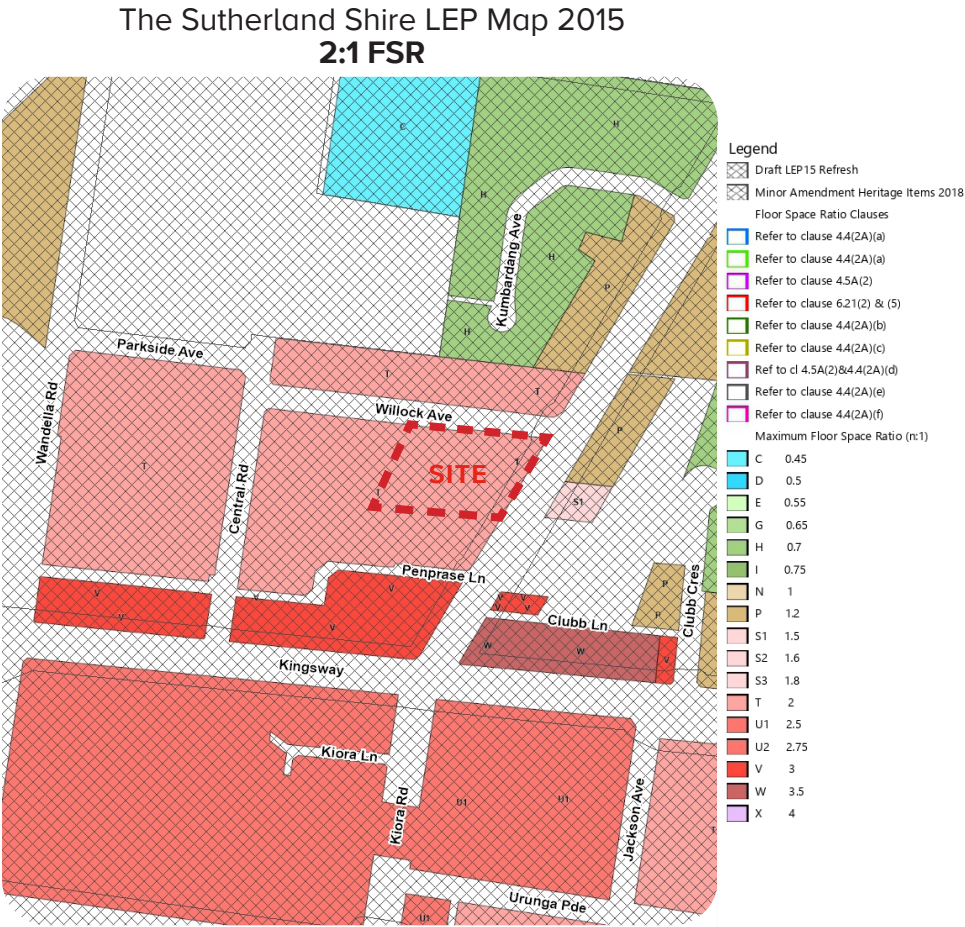 The Sutherland Shire LEP Map 2015
2:1 FSR
C
H
H
Kumbardang Ave
H
P
H
Parkside Ave
T
T
Willock Ave
Wandella Rd
P
T
T
SITE
T
Central Rd
S1
Penprase Ln
V
V
V
V
V
V
V
V
V
P
P
Clubb Cres
Clubb Ln
W
W
V
Kingsway
Kiora Ln
Kiora Rd
U1
U1
Jackson Ave
T
Urunga Pde
U1
Legend
Draft LEP15 Refresh
Minor Amendment Heritage Items 2018
Floor Space Ratio Clauses
Refer to clause 4.4(2A)(a)
Refer to clause 4.4(2A)(a)
Refer to clause 4.5A(2)
Refer to clause 6.21(2) & (5)
Refer to clause 4.4(2A)(b)
Refer to clause 4.4(2A)(c)
Ref to cl 4.5A(2)&4.4(2A)(d)
Refer to clause 4.4(2A)(e)
Refer to clause 4.4(2A)(f)
Maximum Floor Space Ratio (n:1)
C 0.45
D 0.5
E 0.55
G 0.65
H 0.7
I 0.75
N 1
P 1.2
S1 1.5
S2 1.6
S3 1.8
T 2
U1 2.5
U2 2.75
V 3
W 3.5
X 4